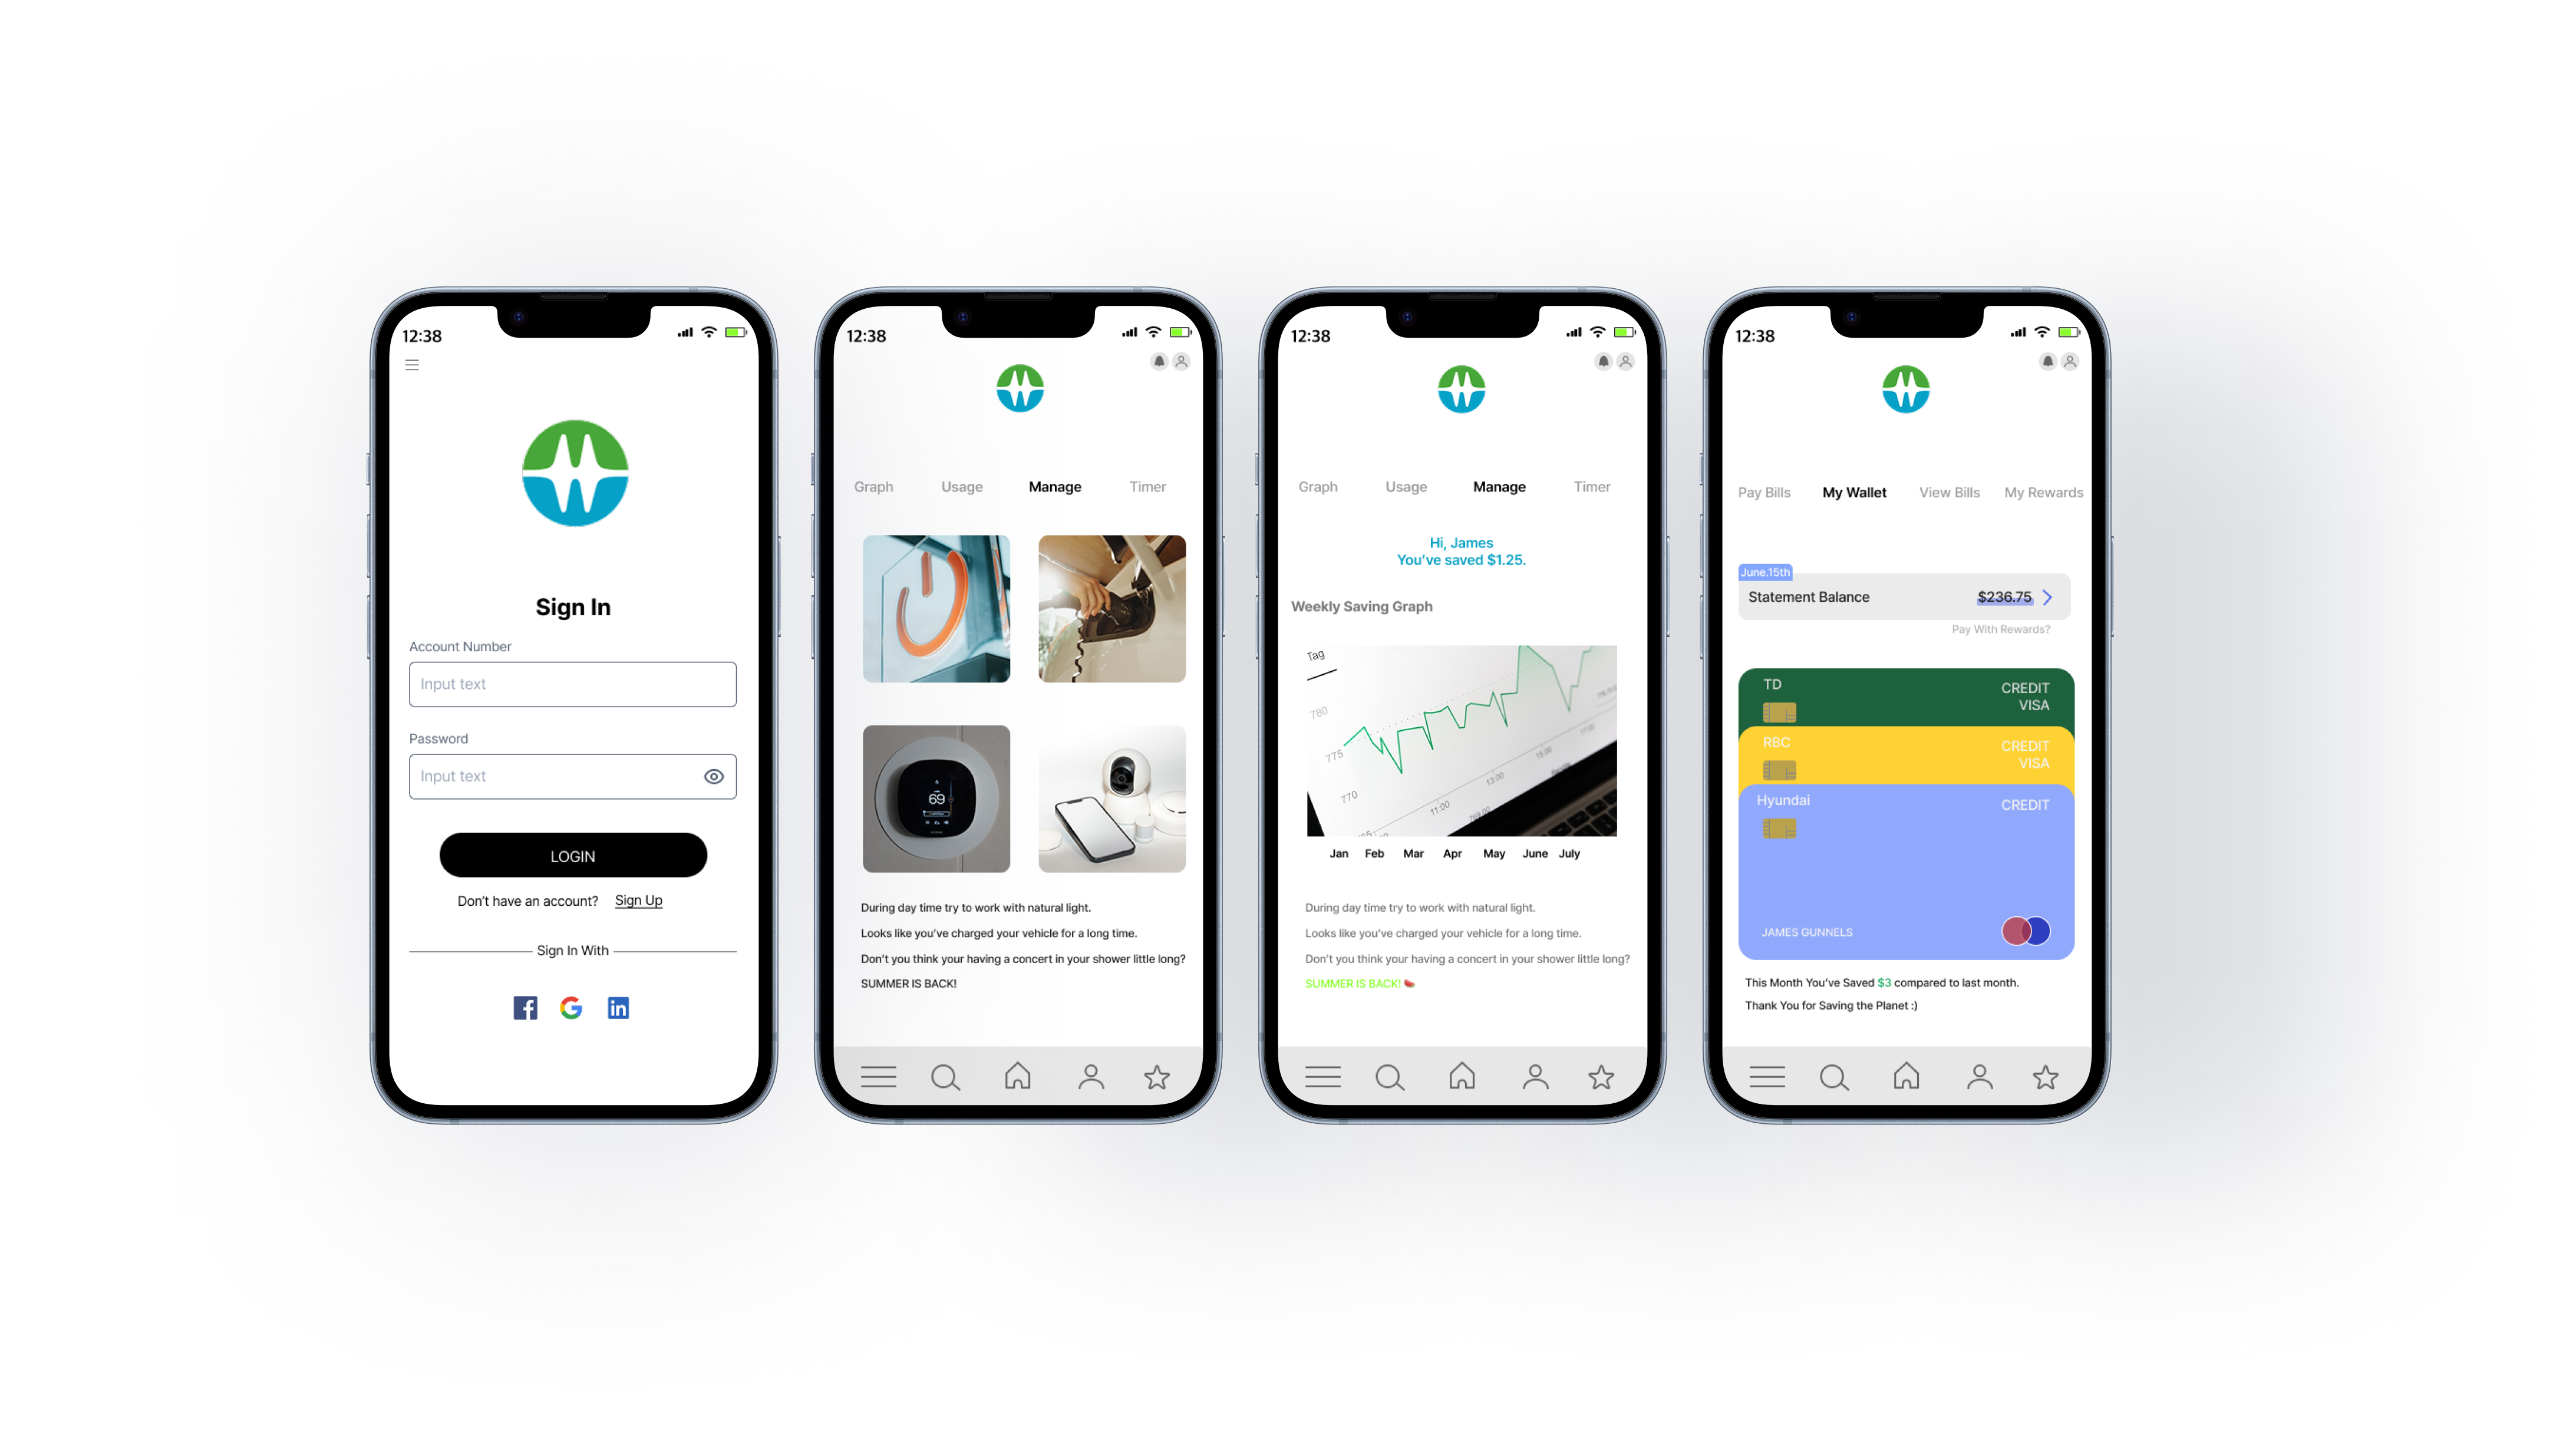 12:38
Sign In
Account Number
Input text
Password
Input text
LOGIN
Don't have an account? Sign Up
Sign In With
12:38
Graph Usage Manage Timer
69
During day time try to work with natural light.
Looks like you've charged your vehicle for a long time.
Don't you think your having a concert in your shower little long?
SUMMER IS BACK!
12:38
Graph Usage Manage Timer
Hi, James
You've saved $1.25.
Weekly Saving Graph
Tag
780
775
770
11:00 13:00 15:00
Jan Feb Mar Apr May June July
During day time try to work with natural light.
Looks like you've charged your vehicle for a long time.
Don't you think your having a concert in your shower little long?
SUMMER IS BACK! 🍉
12:38
Pay Bills My Wallet View Bills My Rewards
June.15th
Statement Balance $236.75
Pay With Rewards?
TD CREDIT
VISA
RBC CREDIT
VISA
Hyundai CREDIT
JAMES GUNNELS
This Month You've Saved $3 compared to last month.
Thank You for Saving the Planet :)